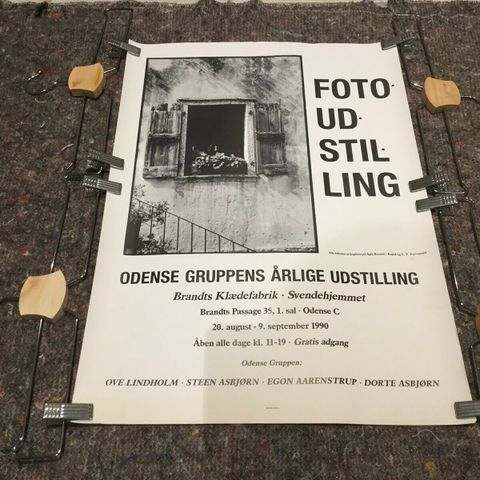 FOTO·
UD·
STIL·
LING
ODENSE GRUPPENS ÅRLIGE UDSTILLING
Brandts Klædefabrik · Svendehjemmet
Brandts Passage 35, 1. sal · Odense C
20. august - 9. september 1990
Åben alle dage kl. 11-19 · Gratis adgang
Odense Gruppen:
OVE LINDHOLM · STEEN ASBJØRN · EGON AARENSTRUP · DORTE ASBJØRN